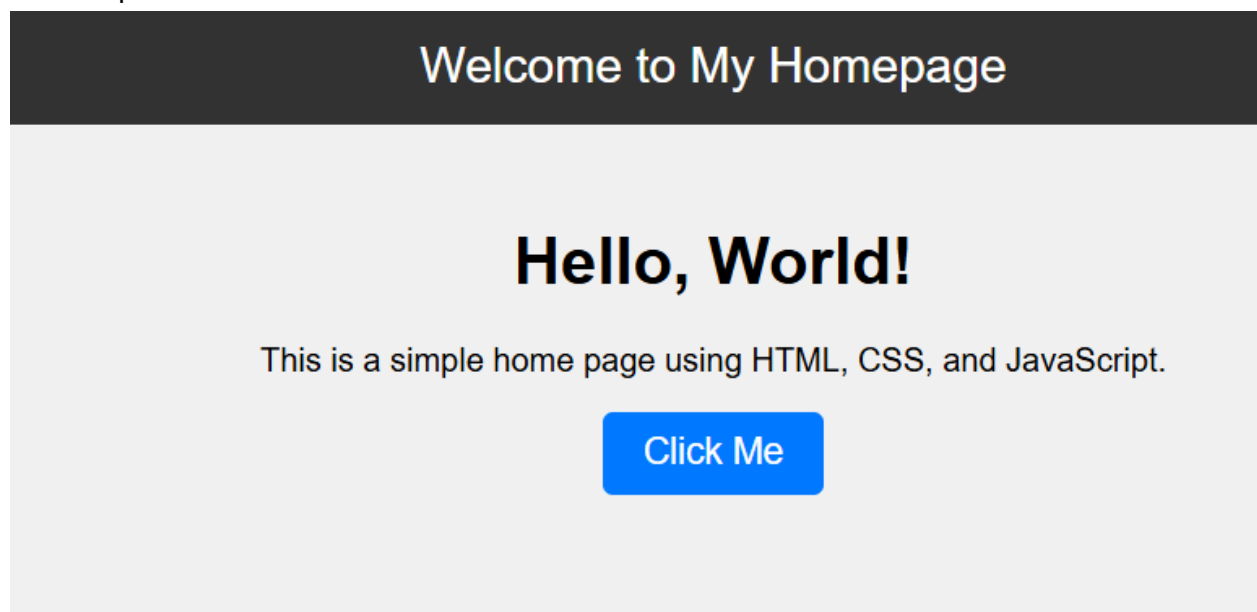 Welcome to My Homepage
Hello, World!
This is a simple home page using HTML, CSS, and JavaScript.
Click Me